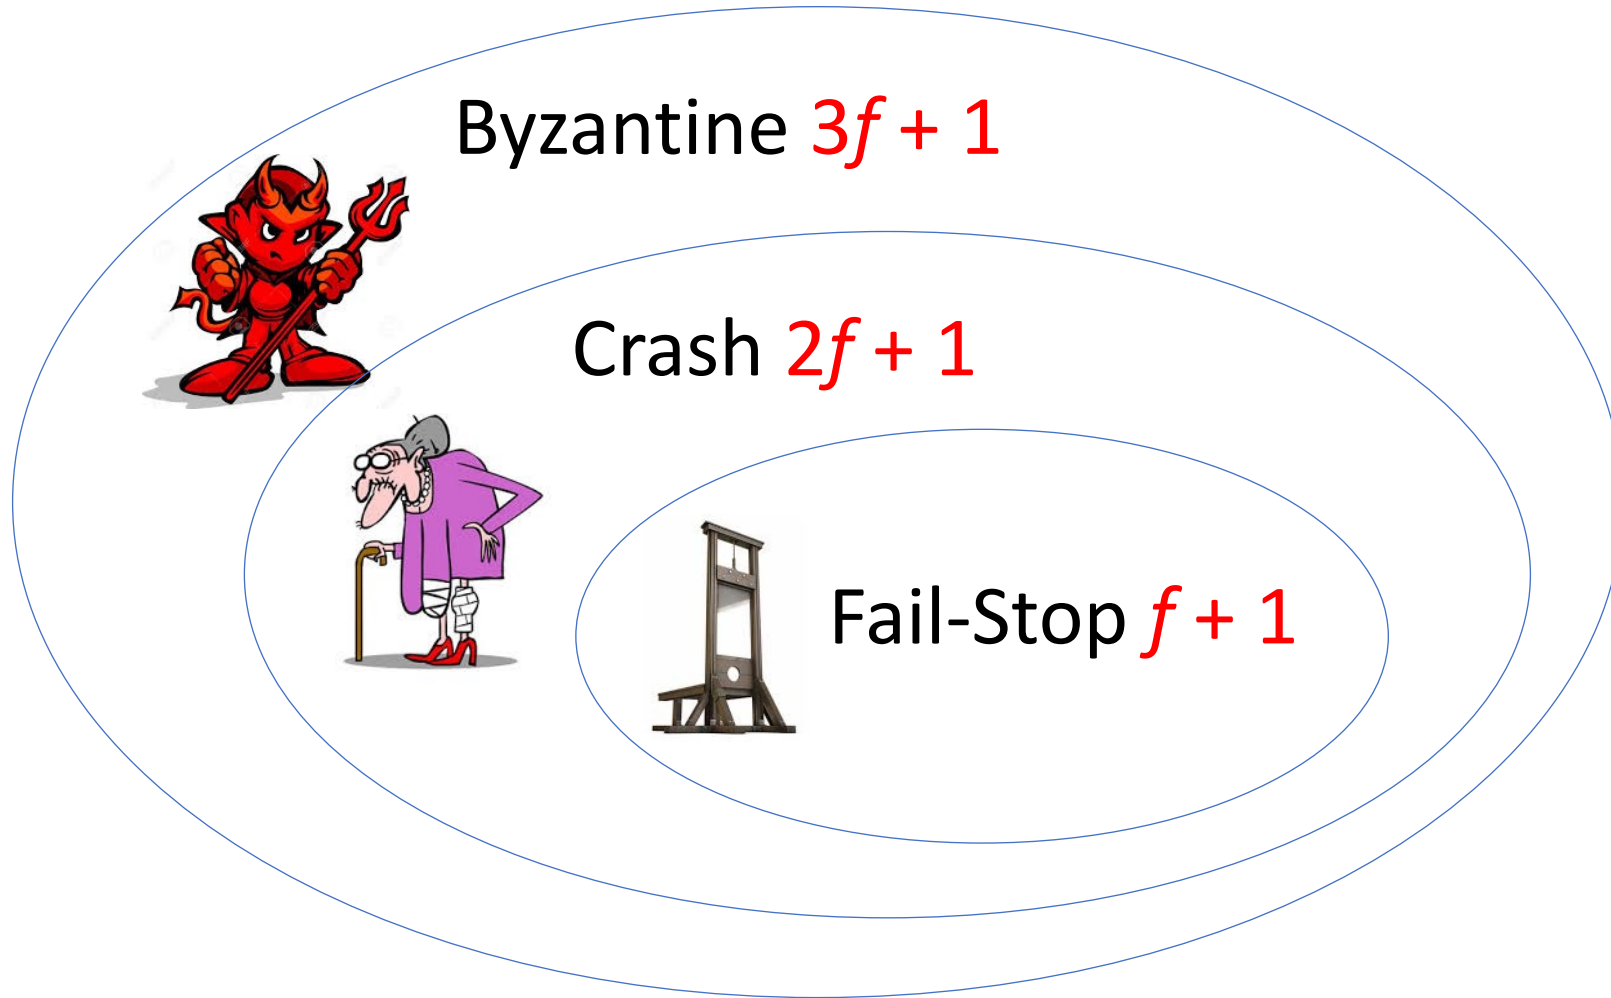 Byzantine 3f + 1
Crash 2f + 1
Fail-Stop f + 1